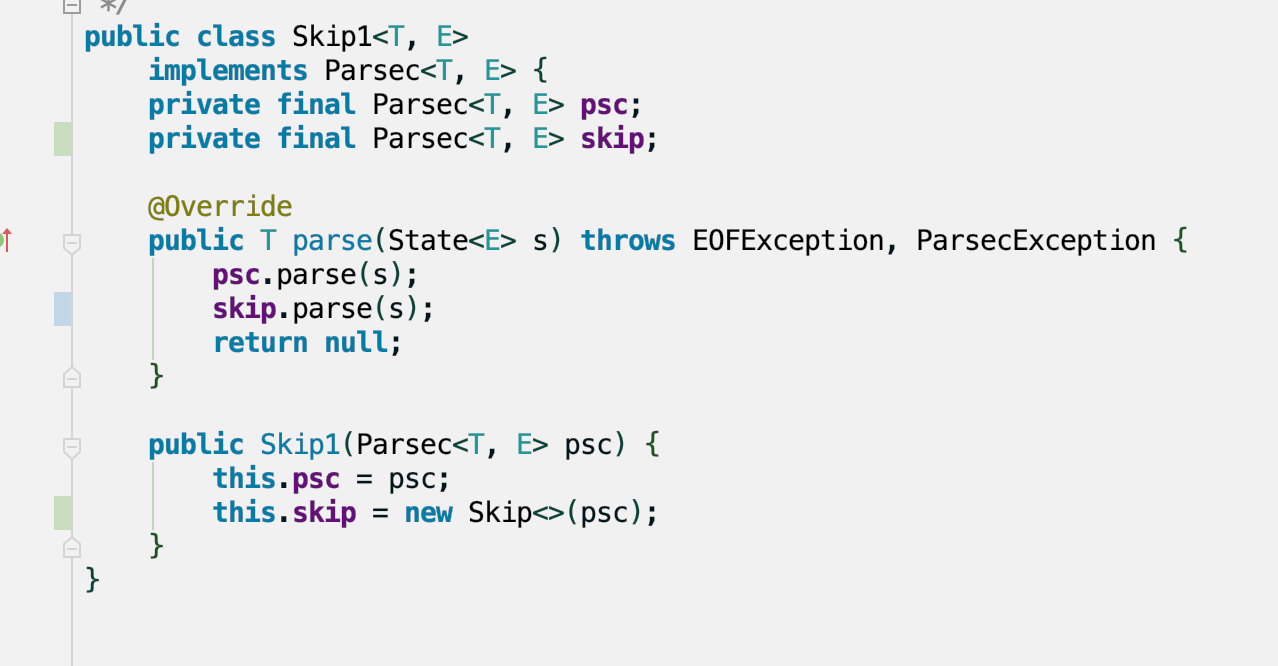 */
public class Skip1<T, E>
    implements Parsec<T, E> {
    private final Parsec<T, E> psc;
    private final Parsec<T, E> skip;

    @Override
    public T parse(State<E> s) throws EOFException, ParsecException {
        psc.parse(s);
        skip.parse(s);
        return null;
    }

    public Skip1(Parsec<T, E> psc) {
        this.psc = psc;
        this.skip = new Skip<>(psc);
    }
}